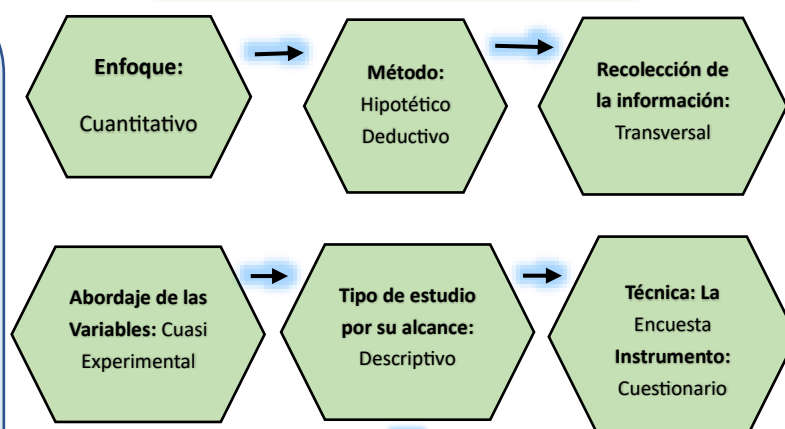 Enfoque:
Cuantitativo
Método:
Hipotético
Deductivo
Recolección de
la información:
Transversal
Abordaje de las
Variables: Cuasi
Experimental
Tipo de estudio
por su alcance:
Descriptivo
Técnica: La
Encuesta
Instrumento:
Cuestionario